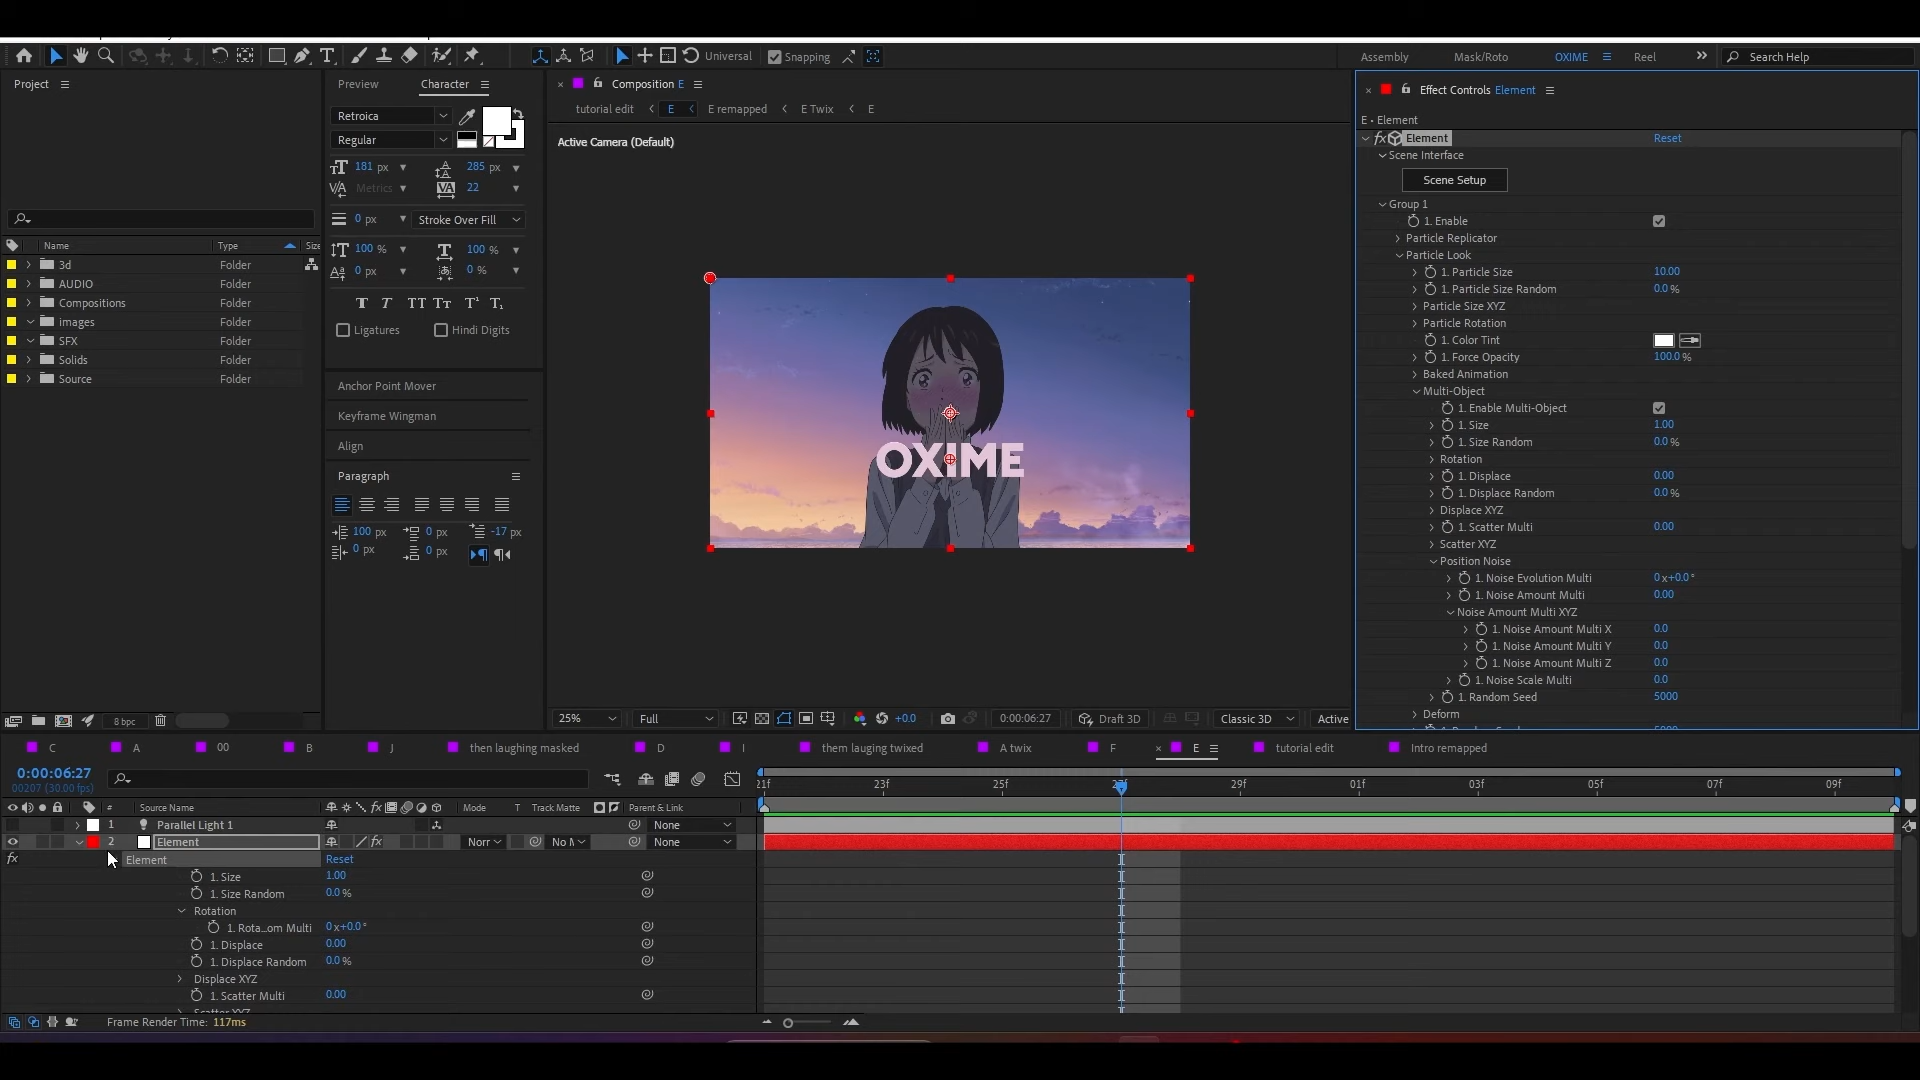 Universal
Snapping
Assembly
Mask/Roto
OXIME
Reel
Search Help
Project
Preview
Character
Composition E
Effect Controls Element
tutorial edit
E
E remapped
E Twix
E
E • Element
Retroica
Regular
Active Camera (Default)
181 px
285 px
Metrics
22
0 px
Stroke Over Fill
100 %
100 %
0 px
0 %
Ligatures
Hindi Digits
Name
Type
Size
3d
Folder
AUDIO
Folder
Compositions
Folder
images
Folder
SFX
Folder
Solids
Folder
Source
Folder
Anchor Point Mover
Keyframe Wingman
Align
Paragraph
100 px
0 px
-17 px
0 px
0 px
OXIME
fx Element
Reset
Scene Interface
Scene Setup
Group 1
1. Enable
Particle Replicator
Particle Look
1. Particle Size
10.00
1. Particle Size Random
0.0 %
Particle Size XYZ
Particle Rotation
1. Color Tint
1. Force Opacity
100.0 %
Baked Animation
Multi-Object
1. Enable Multi-Object
1. Size
1.00
1. Size Random
0.0 %
Rotation
1. Displace
0.00
1. Displace Random
0.0 %
Displace XYZ
1. Scatter Multi
0.00
Scatter XYZ
Position Noise
1. Noise Evolution Multi
0 x+0.0 °
1. Noise Amount Multi
0.00
Noise Amount Multi XYZ
1. Noise Amount Multi X
0.0
1. Noise Amount Multi Y
0.0
1. Noise Amount Multi Z
0.0
1. Noise Scale Multi
0.0
1. Random Seed
5000
Deform
8 bpc
25%
Full
+0.0
0:00:06:27
Draft 3D
Classic 3D
Active
C
A
00
B
J
then laughing masked
D
I
them lauging twixed
A twix
F
E
tutorial edit
Intro remapped
0:00:06:27
00207 (30.00 fps)
21f
23f
25f
27f
29f
01f
03f
05f
07f
09f
#
Source Name
fx
Mode
T
Track Matte
Parent & Link
1
Parallel Light 1
None
2
Element
fx
Norr
No M
None
fx
Element
Reset
1. Size
1.00
1. Size Random
0.0 %
Rotation
1. Rota...om Multi
0 x+0.0 °
1. Displace
0.00
1. Displace Random
0.0 %
Displace XYZ
1. Scatter Multi
0.00
Frame Render Time: 117ms